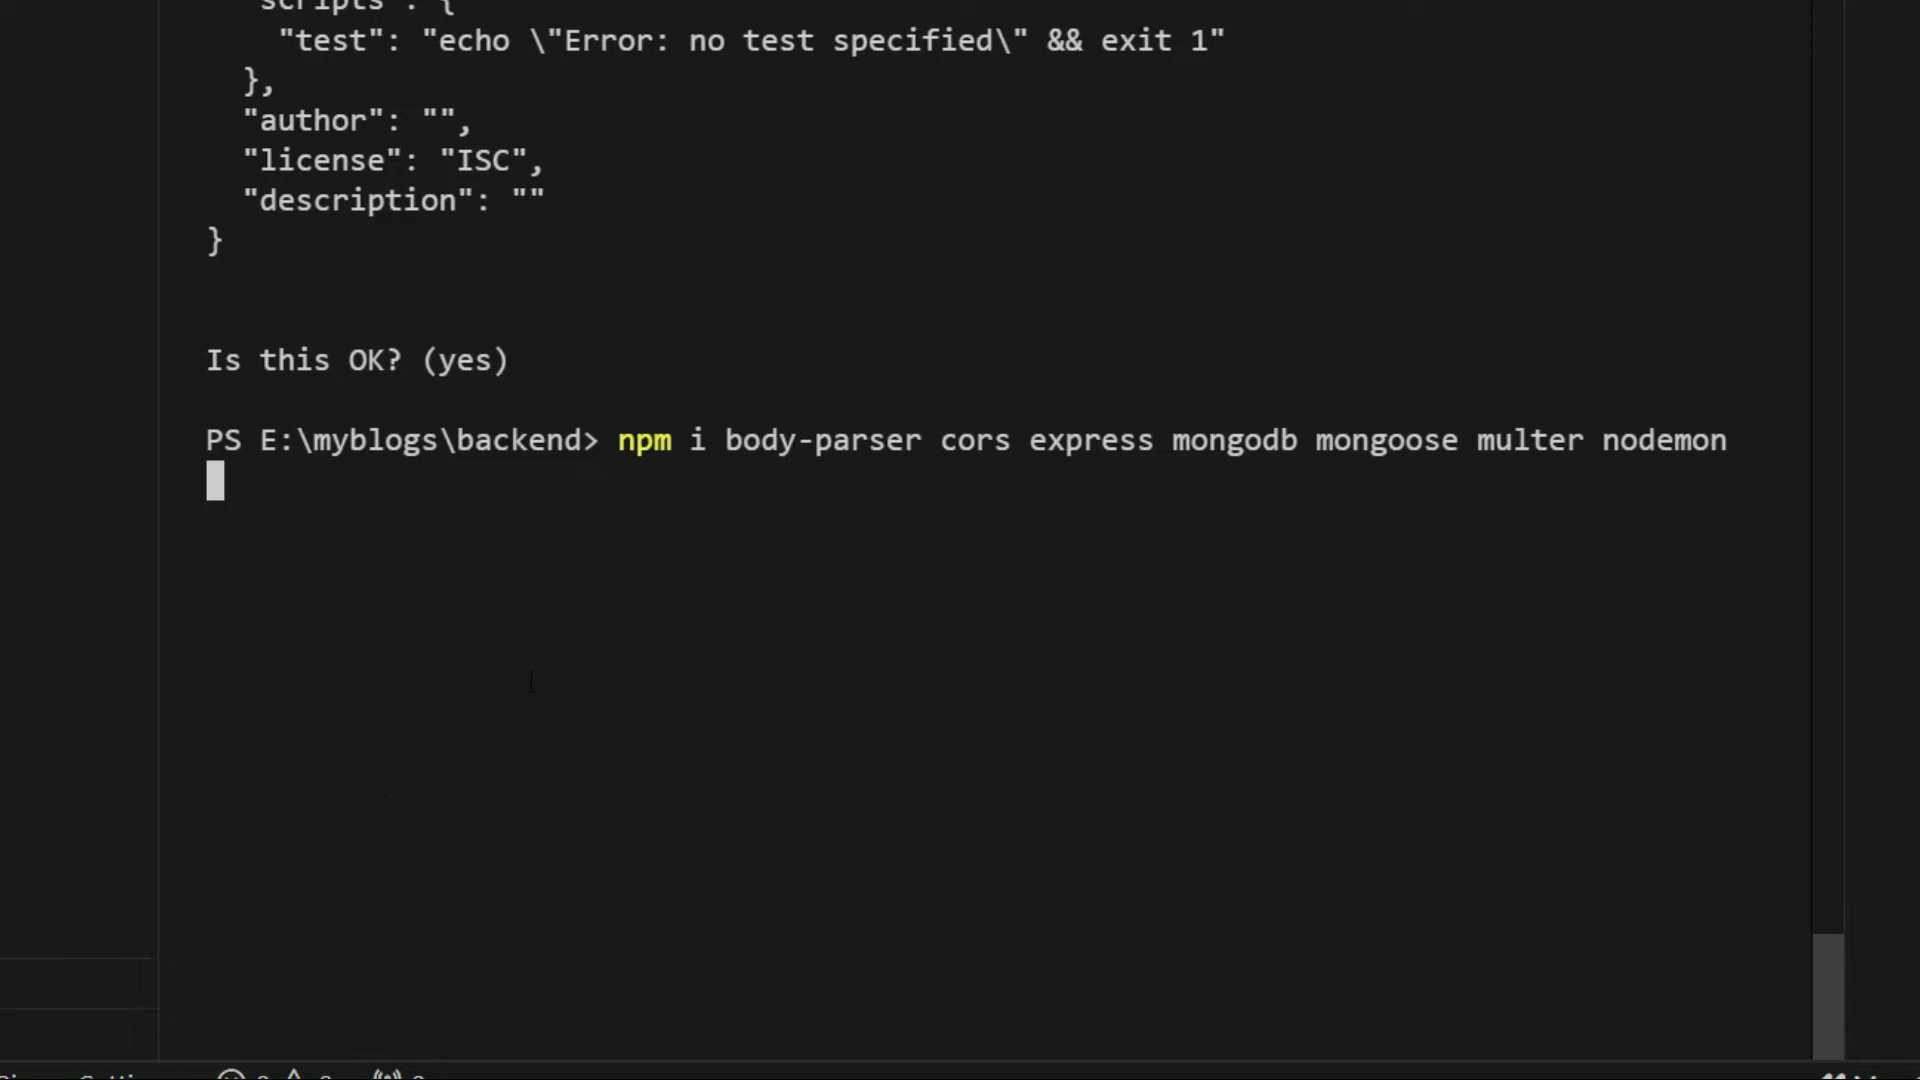 "scripts": {
"test": "echo \"Error: no test specified\" && exit 1"
},
"author": "",
"license": "ISC",
"description": ""
}
Is this OK? (yes)
PS E:\myblogs\backend> npm i body-parser cors express mongodb mongoose multer nodemon